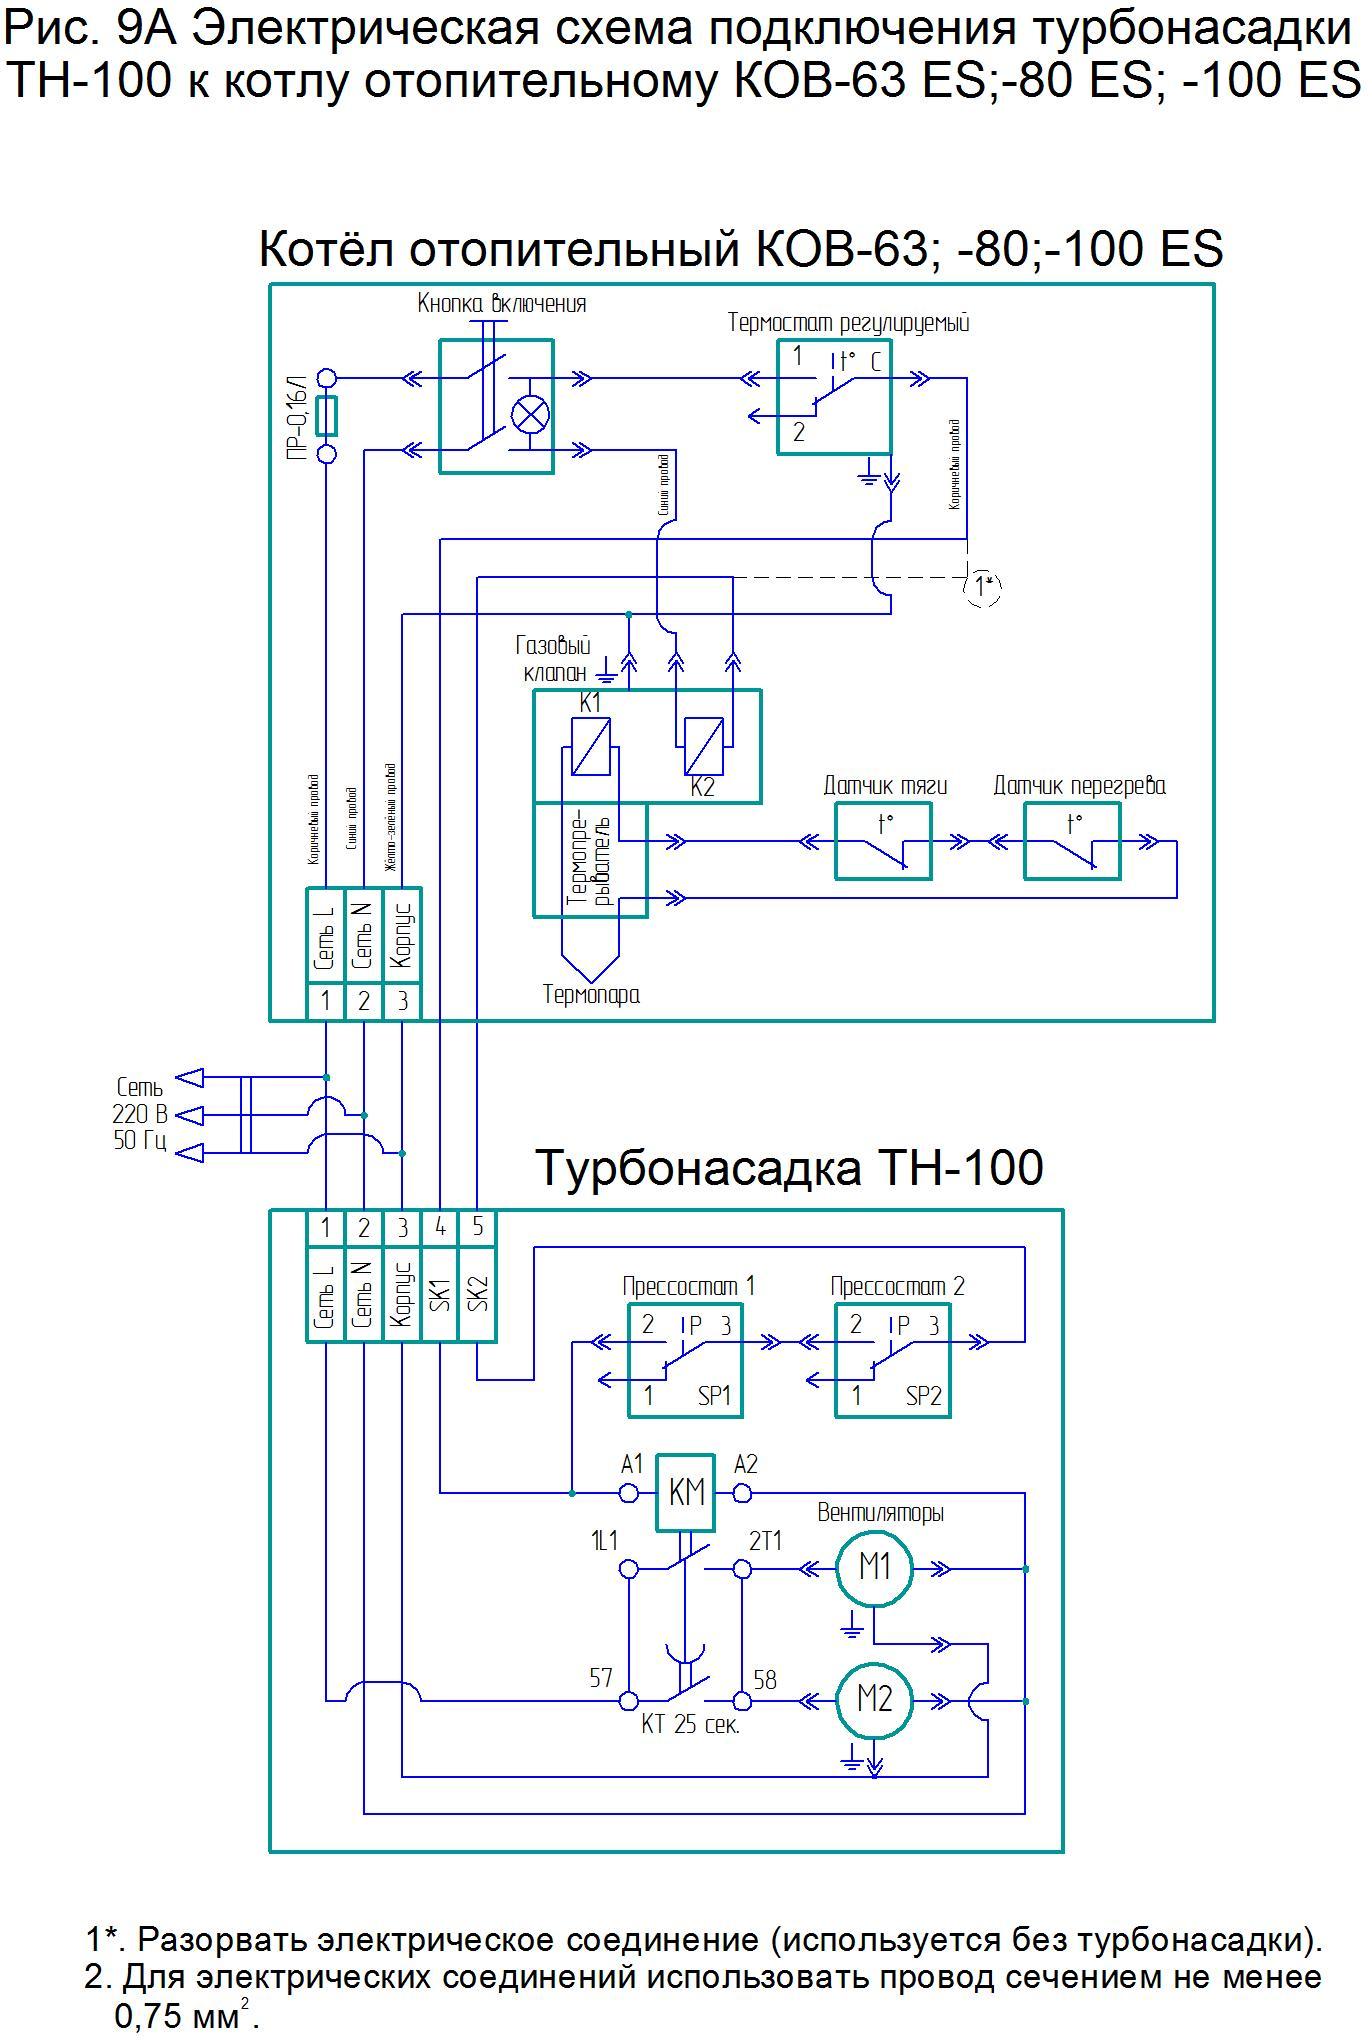 Рис. 9А Электрическая схема подключения турбонасадки
ТН-100 к котлу отопительному КОВ-63 ES;-80 ES; -100 ES
Котёл отопительный КОВ-63; -80;-100 ES
Кнопка включения
Термостат регулируемый
1
t° C
2
ПР-0,16Л
Синий провод
Коричневый провод
1*
Газовый
клапан
K1
K2
Датчик тяги
Датчик перегрева
t°
t°
Термопре-
рыватель
Термопара
Коричневый провод
Синий провод
Жёлто-зелёный провод
Сеть L
Сеть N
Корпус
1
2
3
Сеть
220 В
50 Гц
Турбонасадка ТН-100
1
2
3
4
5
Сеть L
Сеть N
Корпус
SK1
SK2
Прессостат 1
Прессостат 2
2
P
3
1
SP1
2
P
3
1
SP2
A1
KM
A2
Вентиляторы
1L1
2T1
M1
57
58
M2
КТ 25 сек.
1*. Разорвать электрическое соединение (используется без турбонасадки).
2. Для электрических соединений использовать провод сечением не менее
0,75 мм².